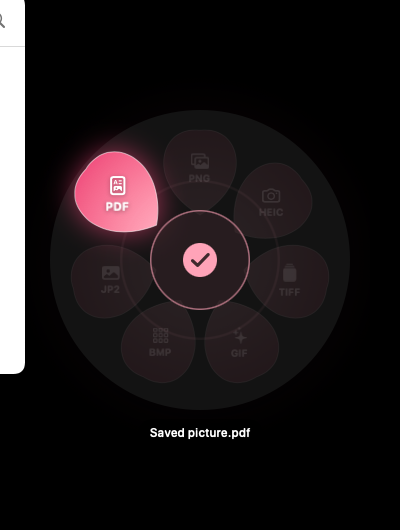 PNG
HEIC
PDF
JP2
TIFF
BMP
GIF
Saved picture.pdf